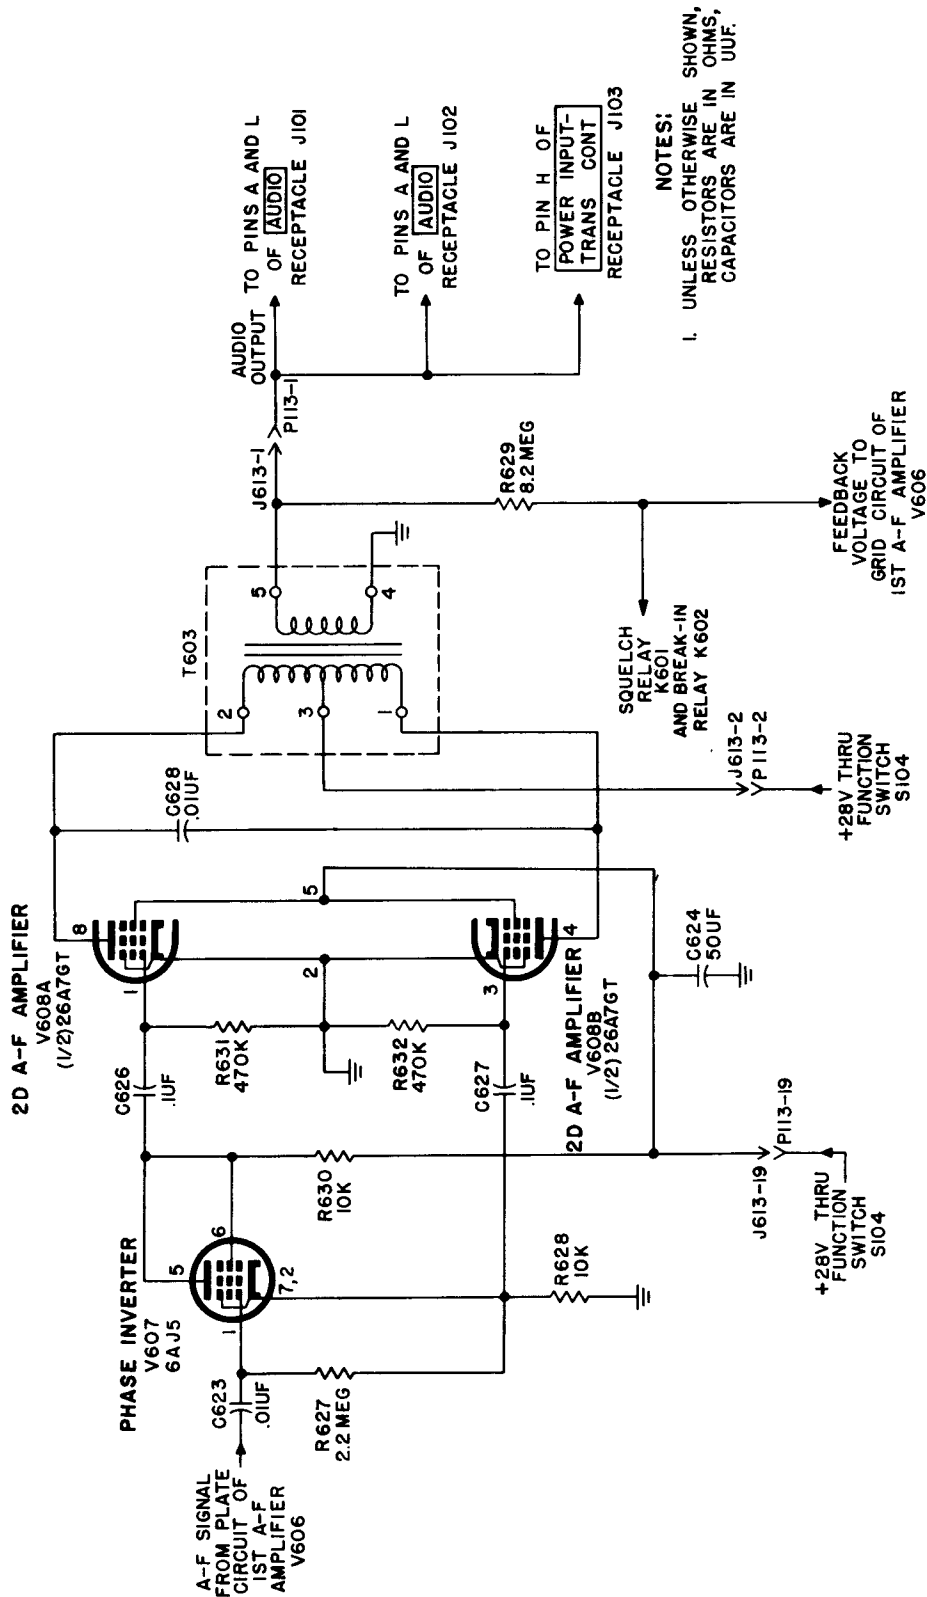 A-F SIGNAL
FROM PLATE
CIRCUIT OF
1ST A-F
AMPLIFIER
V606
C623
.01UF
R627
2.2 MEG
PHASE INVERTER
V607
6AJ5
5
6
1
7,2
R628
10K
R630
10K
+28V THRU
FUNCTION
SWITCH
S104
J613-19
P113-19
C626
.1UF
C627
.1UF
R631
470K
R632
470K
2D A-F AMPLIFIER
V608A
(1/2)26A7GT
8
1
2
5
3
4
2D A-F AMPLIFIER
V608B
(1/2)26A7GT
C624
50UF
C628
.01UF
T603
2
3
1
5
4
J613-2
P113-2
+28V THRU
FUNCTION
SWITCH
S104
SQUELCH
RELAY
K601
AND BREAK-IN
RELAY K602
R629
8.2 MEG
FEEDBACK
VOLTAGE TO
GRID CIRCUIT OF
1ST A-F AMPLIFIER
V606
J613-1
P113-1
AUDIO
OUTPUT
TO PINS A AND L
OF AUDIO
RECEPTACLE J101
TO PINS A AND L
OF AUDIO
RECEPTACLE J102
TO PIN H OF
POWER INPUT-
TRANS CONT
RECEPTACLE J103
NOTES:
1. UNLESS OTHERWISE SHOWN,
RESISTORS ARE IN OHMS,
CAPACITORS ARE IN UUF.